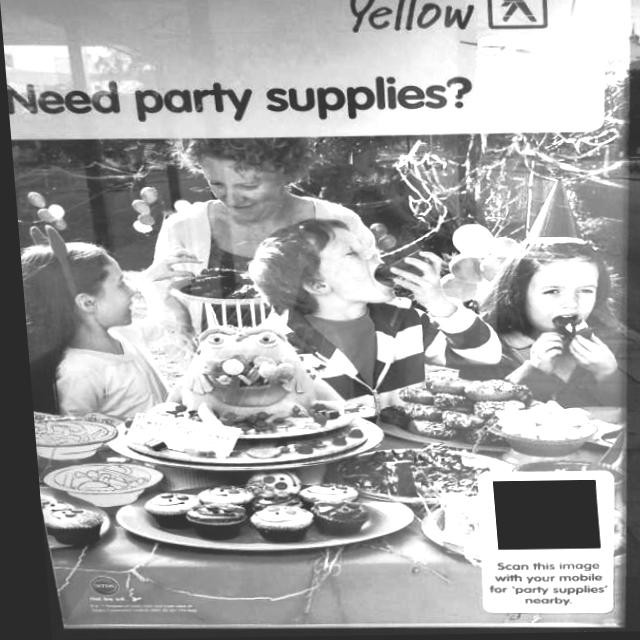 Yellow
Need party supplies?
Scan this image
with your mobile
for 'party supplies'
nearby.